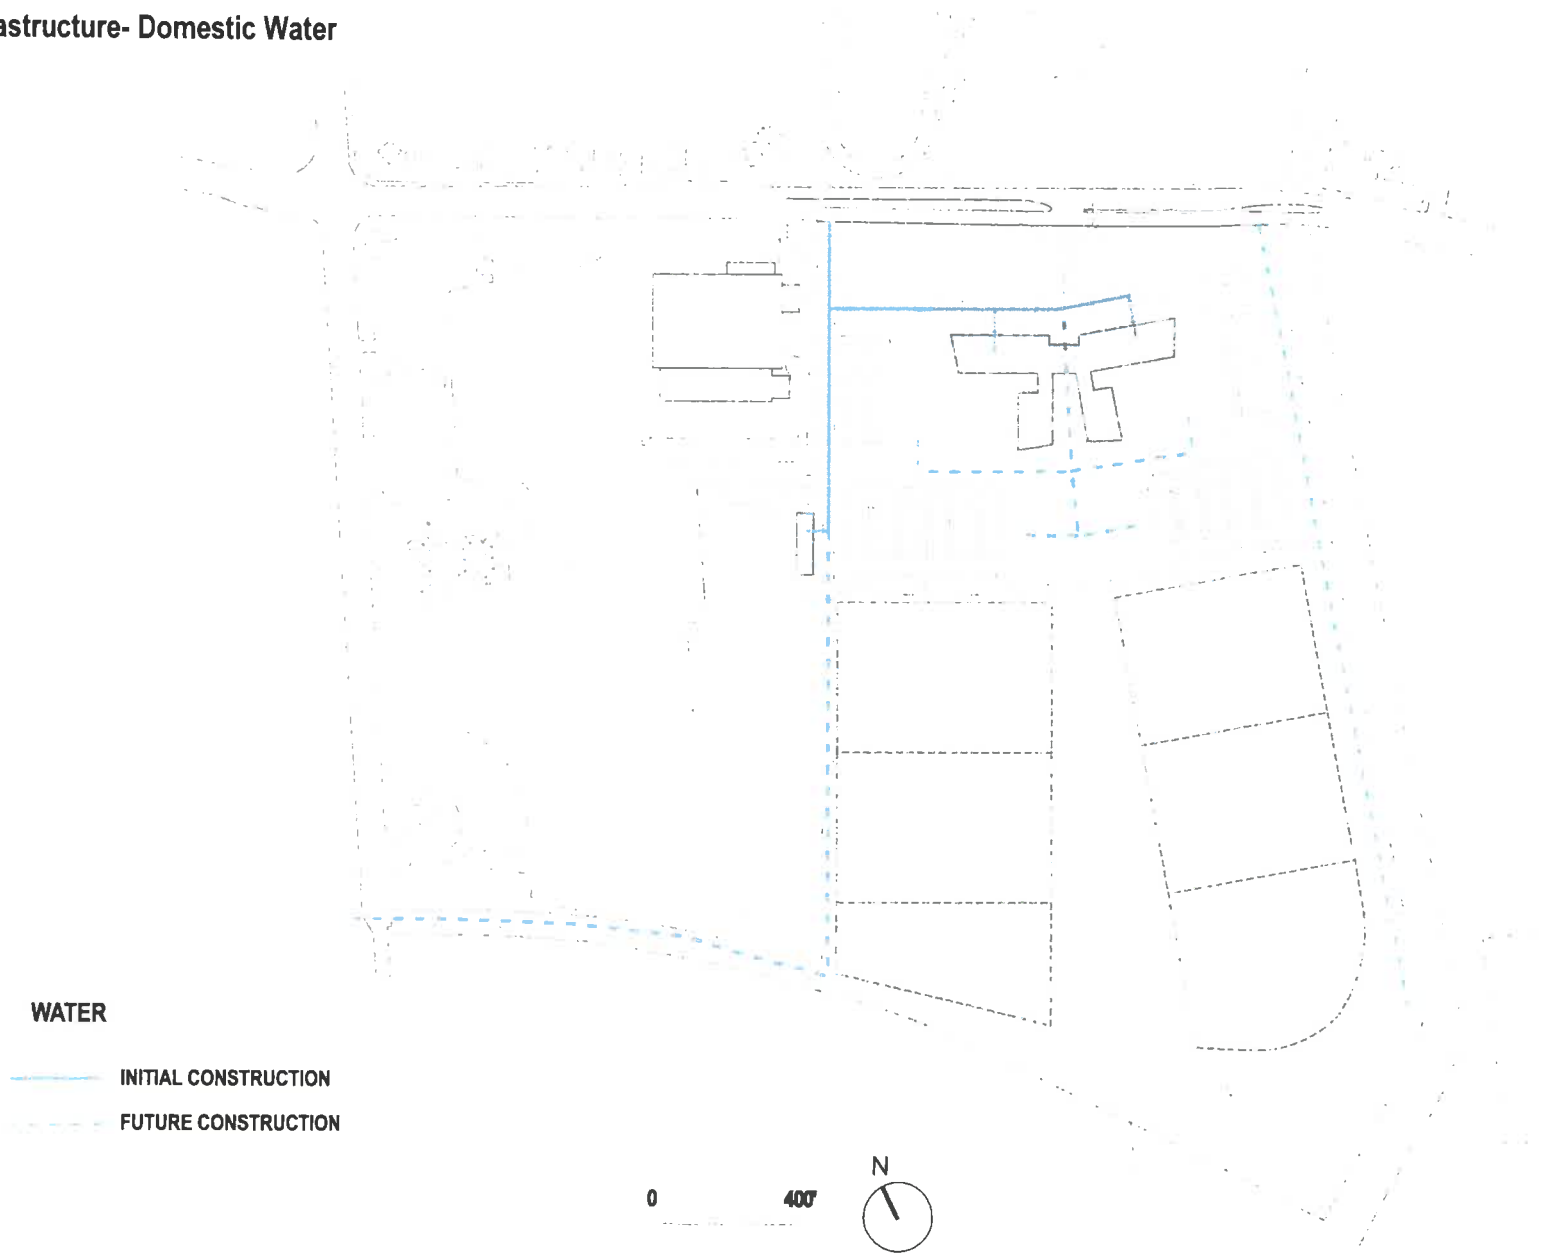 astructure- Domestic Water
WATER
INITIAL CONSTRUCTION
FUTURE CONSTRUCTION
N
0 400'